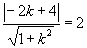 |-2k+4| / √(1+k²) = 2